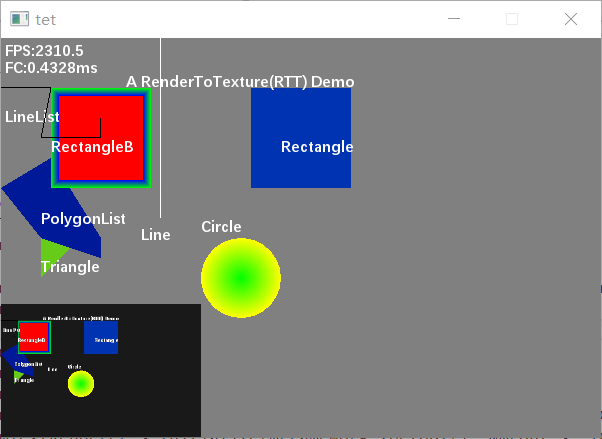 tet
FPS:2310.5
FC:0.4328ms
A RenderToTexture(RTT) Demo
LineList
RectangleB
Rectangle
PolygonList
Circle
Line
Triangle
A RenderToTexture(RTT) Demo
RectangleB
Rectangle
PolygonList
Circle
Line
Triangle